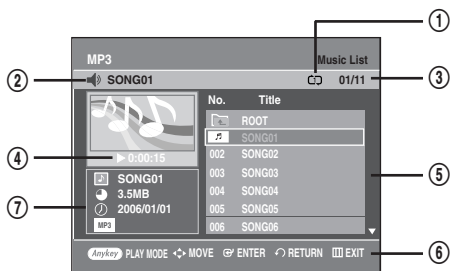 ①
MP3 Music List
② SONG01 01/11 ③
No. Title
ROOT
SONG01
④ 0:00:15
002 SONG02
003 SONG03
004 SONG04
005 SONG05
006 SONG06
⑤
⑦ SONG01
3.5MB
2006/01/01
MP3
Anykey PLAY MODE MOVE ENTER RETURN EXIT ⑥